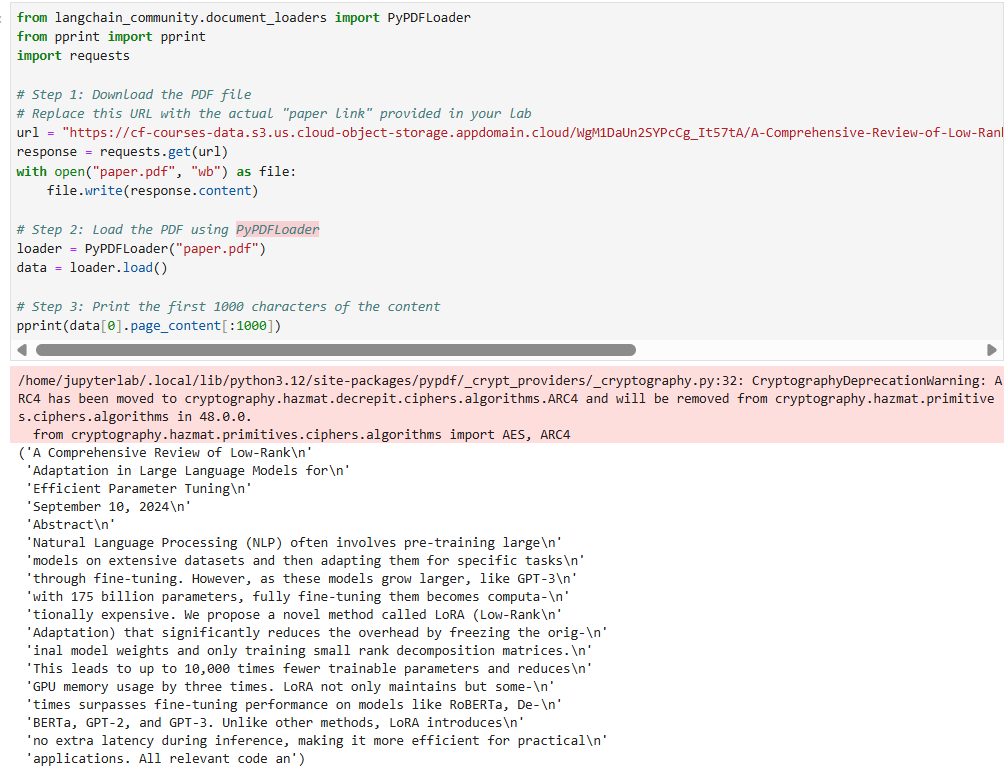 from langchain_community.document_loaders import PyPDFLoader
from pprint import pprint
import requests

# Step 1: Download the PDF file
# Replace this URL with the actual "paper link" provided in your lab
url = "https://cf-courses-data.s3.us.cloud-object-storage.appdomain.cloud/WgM1DaUn2SYPcCg_It57tA/A-Comprehensive-Review-of-Low-Ran
response = requests.get(url)
with open("paper.pdf", "wb") as file:
    file.write(response.content)

# Step 2: Load the PDF using PyPDFLoader
loader = PyPDFLoader("paper.pdf")
data = loader.load()

# Step 3: Print the first 1000 characters of the content
pprint(data[0].page_content[:1000])
/home/jupyterlab/.local/lib/python3.12/site-packages/pypdf/_crypt_providers/_cryptography.py:32: CryptographyDeprecationWarning: A
RC4 has been moved to cryptography.hazmat.decrepit.ciphers.algorithms.ARC4 and will be removed from cryptography.hazmat.primitive
s.ciphers.algorithms in 48.0.0.
  from cryptography.hazmat.primitives.ciphers.algorithms import AES, ARC4
('A Comprehensive Review of Low-Rank\n'
 'Adaptation in Large Language Models for\n'
 'Efficient Parameter Tuning\n'
 'September 10, 2024\n'
 'Abstract\n'
 'Natural Language Processing (NLP) often involves pre-training large\n'
 'models on extensive datasets and then adapting them for specific tasks\n'
 'through fine-tuning. However, as these models grow larger, like GPT-3\n'
 'with 175 billion parameters, fully fine-tuning them becomes computa-\n'
 'tionally expensive. We propose a novel method called LoRA (Low-Rank\n'
 'Adaptation) that significantly reduces the overhead by freezing the orig-\n'
 'inal model weights and only training small rank decomposition matrices.\n'
 'This leads to up to 10,000 times fewer trainable parameters and reduces\n'
 'GPU memory usage by three times. LoRA not only maintains but some-\n'
 'times surpasses fine-tuning performance on models like RoBERTa, De-\n'
 'BERTa, GPT-2, and GPT-3. Unlike other methods, LoRA introduces\n'
 'no extra latency during inference, making it more efficient for practical\n'
 'applications. All relevant code an')